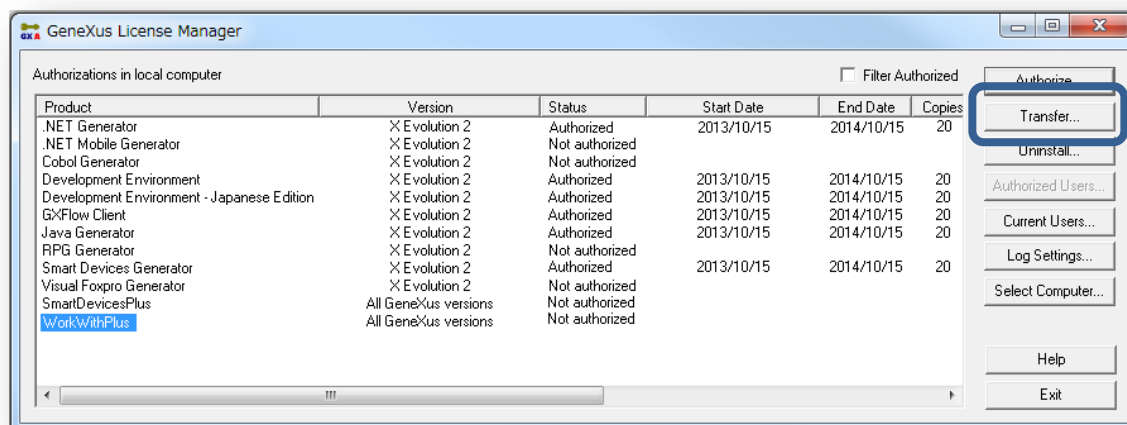 GeneXus License Manager
Authorizations in local computer
Filter Authorized
Product Version Status Start Date End Date Copies
.NET Generator X Evolution 2 Authorized 2013/10/15 2014/10/15 20
.NET Mobile Generator X Evolution 2 Not authorized
Cobol Generator X Evolution 2 Not authorized
Development Environment X Evolution 2 Authorized 2013/10/15 2014/10/15 20
Development Environment - Japanese Edition X Evolution 2 Authorized 2013/10/15 2014/10/15 20
GXFlow Client X Evolution 2 Authorized 2013/10/15 2014/10/15 20
Java Generator X Evolution 2 Authorized 2013/10/15 2014/10/15 20
RPG Generator X Evolution 2 Not authorized
Smart Devices Generator X Evolution 2 Authorized 2013/10/15 2014/10/15 20
Visual Foxpro Generator X Evolution 2 Not authorized
SmartDevicesPlus All GeneXus versions Not authorized
WorkWithPlus All GeneXus versions Not authorized
Authorize...
Transfer...
Uninstall...
Authorized Users...
Current Users...
Log Settings...
Select Computer...
Help
Exit